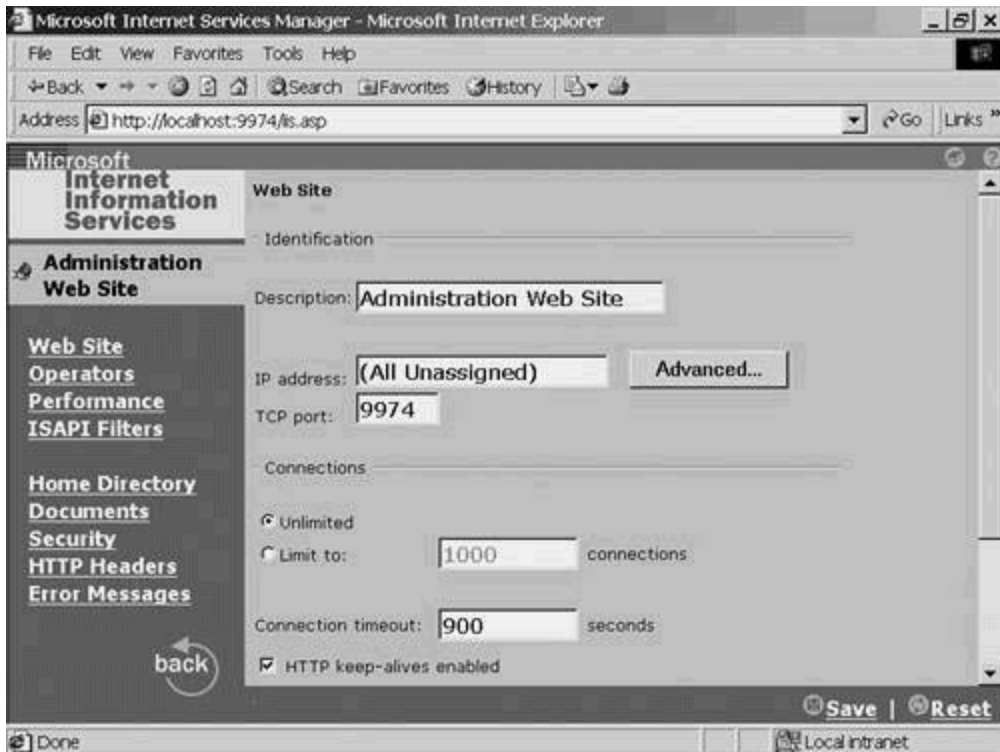 Microsoft Internet Services Manager - Microsoft Internet Explorer
File Edit View Favorites Tools Help
Back Search Favorites History
Address http://localhost:9974/iis.asp Go Links »
Microsoft
Internet
Information
Services
Administration
Web Site
Web Site
Operators
Performance
ISAPI Filters
Home Directory
Documents
Security
HTTP Headers
Error Messages
back
Web Site
Identification
Description: Administration Web Site
IP address: (All Unassigned) Advanced...
TCP port: 9974
Connections
Unlimited
Limit to: 1000 connections
Connection timeout: 900 seconds
HTTP keep-alives enabled
Save | Reset
Done Local intranet